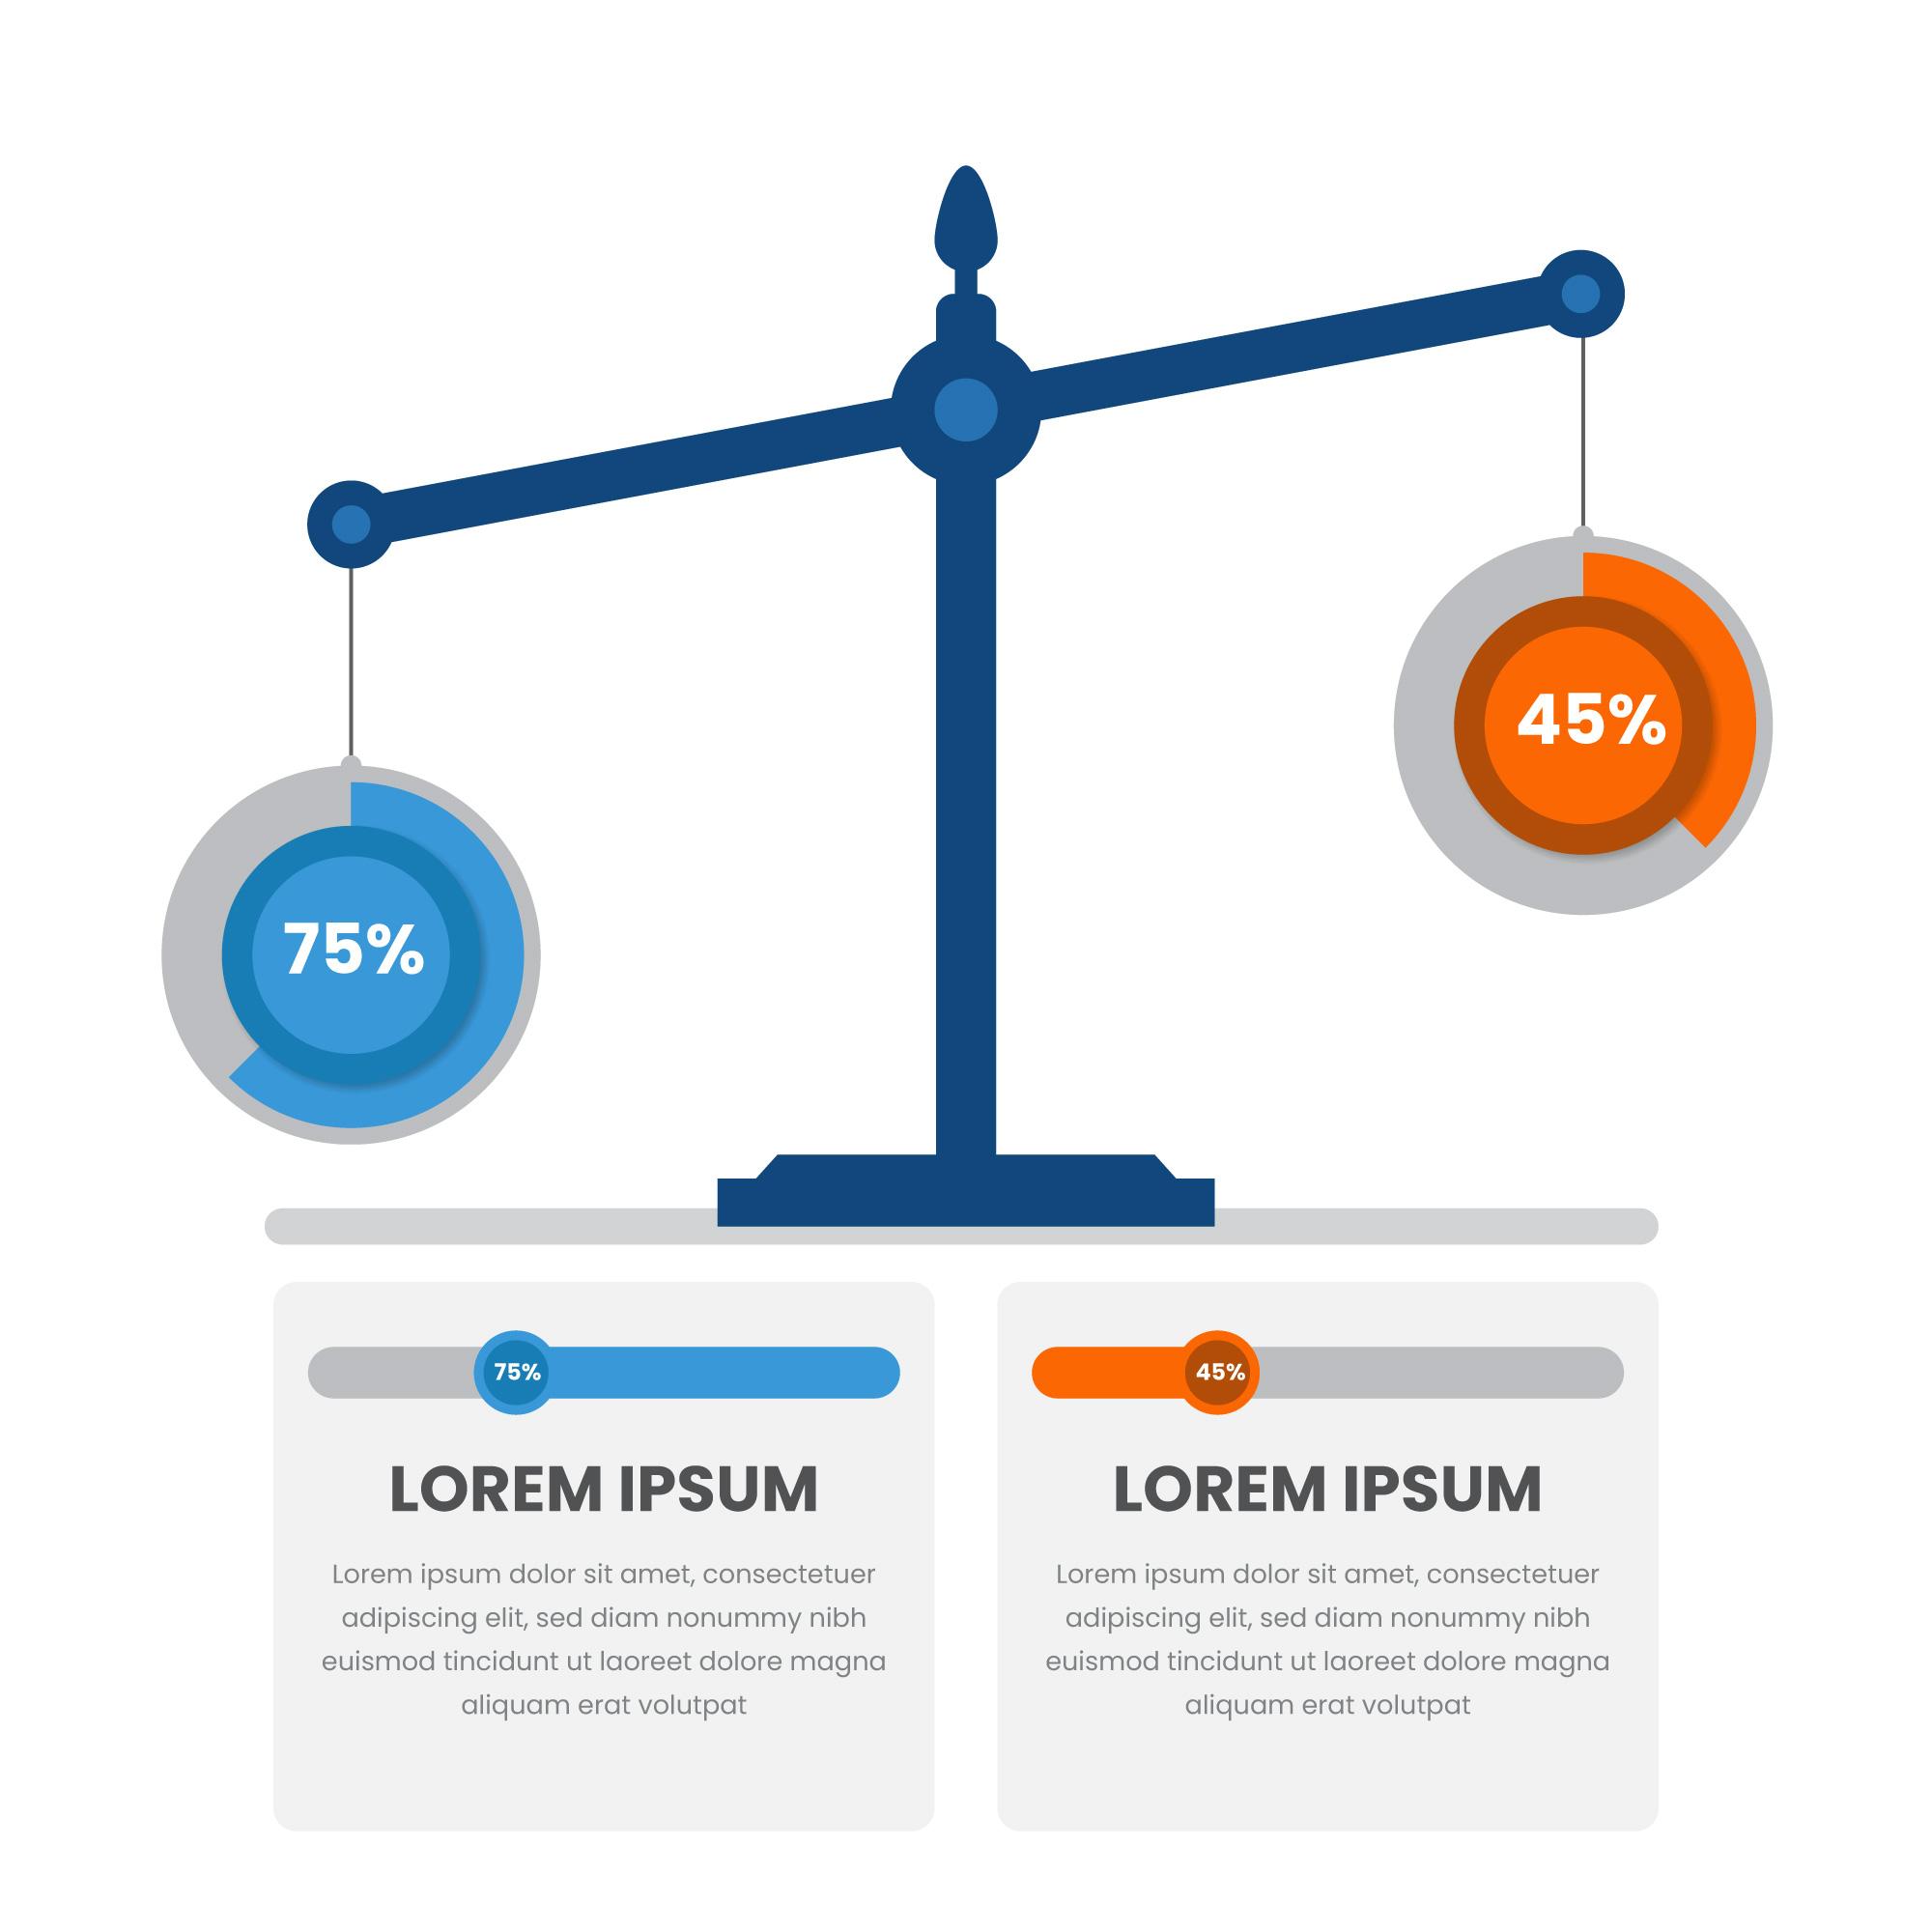 45%
75%
75%
45%
LOREM IPSUM
Lorem ipsum dolor sit amet, consectetuer
adipiscing elit, sed diam nonummy nibh
euismod tincidunt ut laoreet dolore magna
aliquam erat volutpat
LOREM IPSUM
Lorem ipsum dolor sit amet, consectetuer
adipiscing elit, sed diam nonummy nibh
euismod tincidunt ut laoreet dolore magna
aliquam erat volutpat